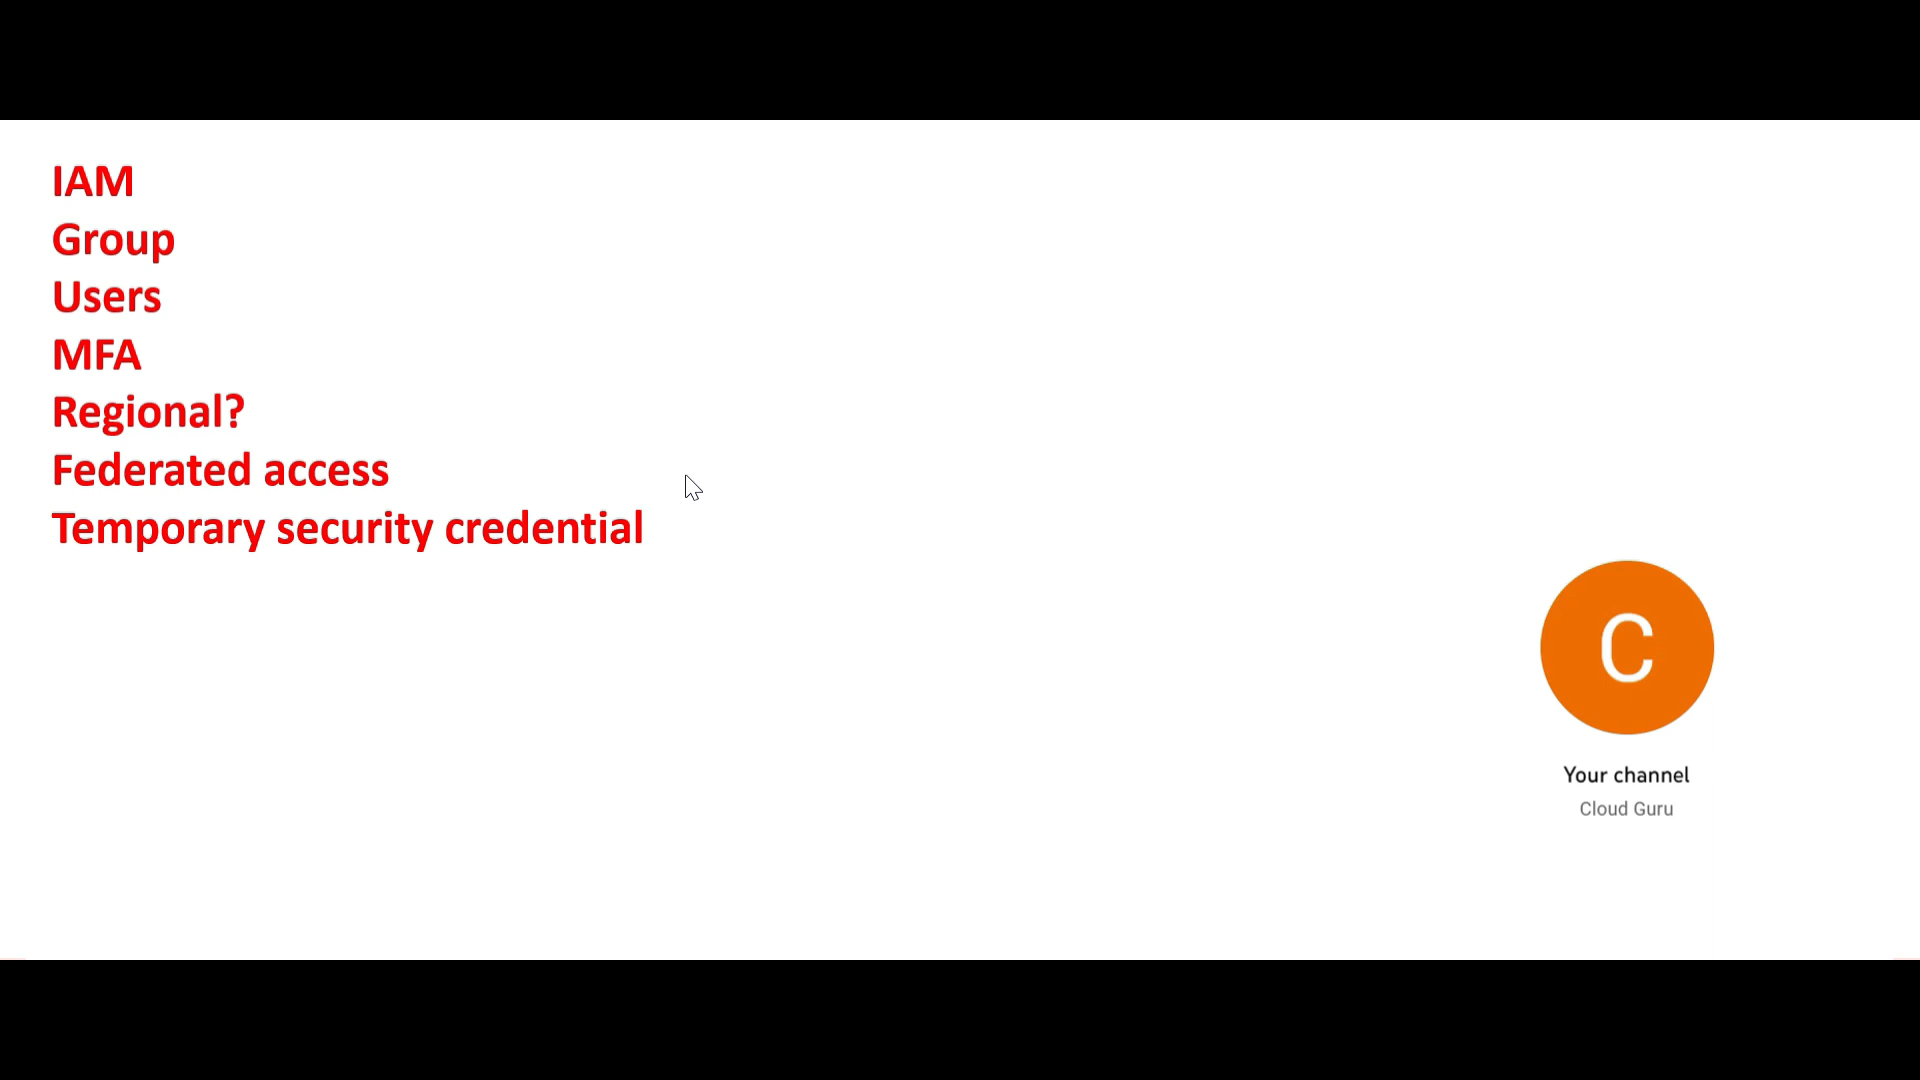 IAM
Group
Users
MFA
Regional?
Federated access
Temporary security credential
C
Your channel
Cloud Guru